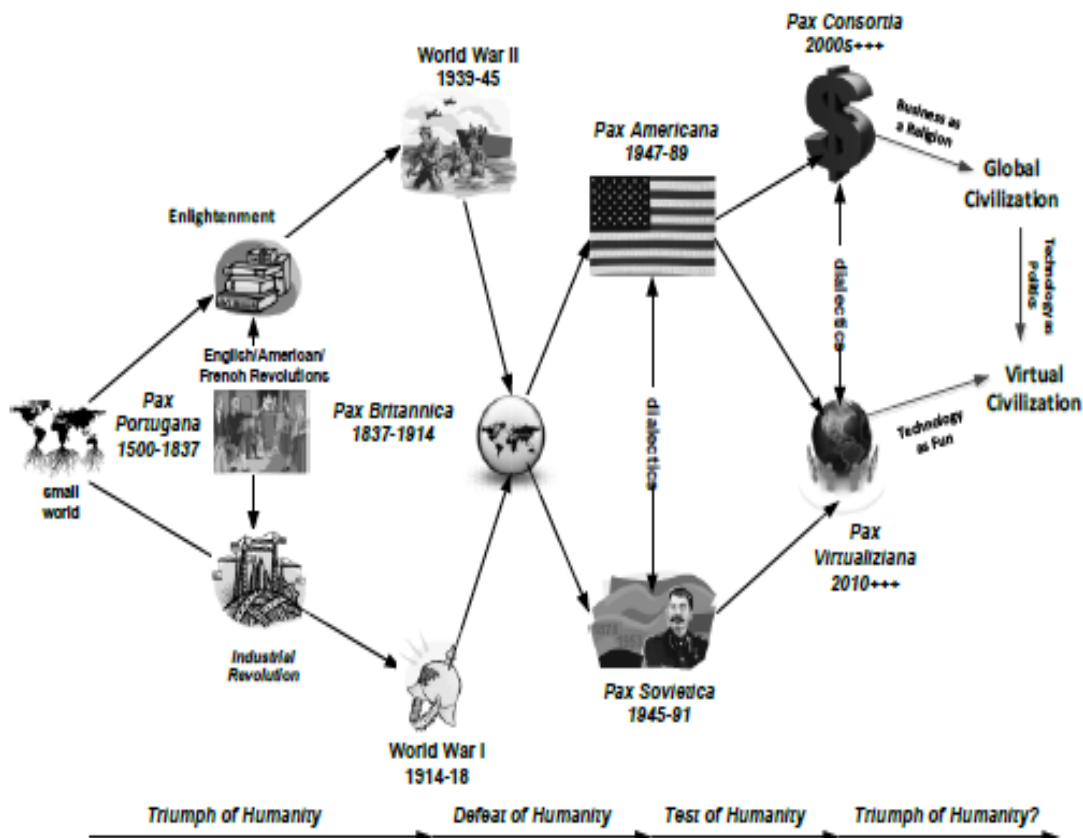 Pax Consortia
2000s+++
World War II
1939-45
Business as
a Religion
Pax Americana
1947-89
Global
Civilization
Enlightenment
Technology as
Politics
dialectics
English/American/
French Revolutions
Pax
Portugana
1500-1837
Pax Britannica
1837-1914
Virtual
Civilization
dialectics
Technology
as Fun
small
world
Pax
Virtualiziana
2010+++
1953
Industrial
Revolution
Pax Sovietica
1945-91
World War I
1914-18
Triumph of Humanity
Defeat of Humanity
Test of Humanity
Triumph of Humanity?